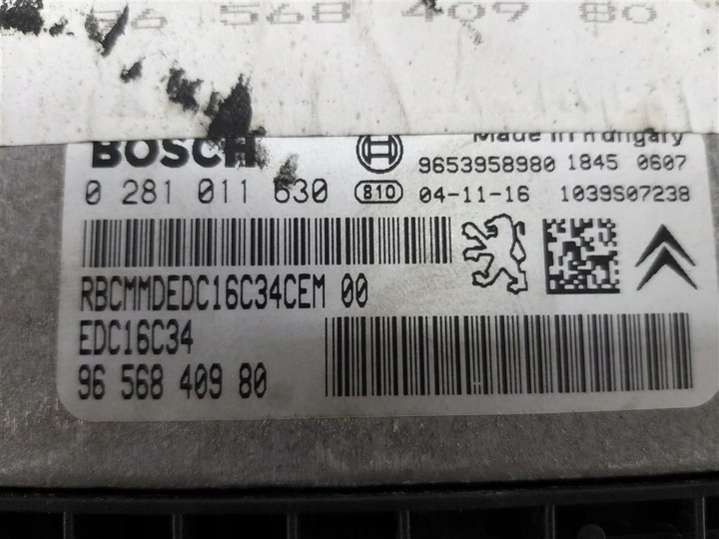 96 568 409 80
Made in Hungary
BOSCH
9653958980 1845 0607
0 281 011 630 810 04-11-16 1039S07238
RBCMMDEDC16C34CEM 00
EDC16C34
96 568 409 80